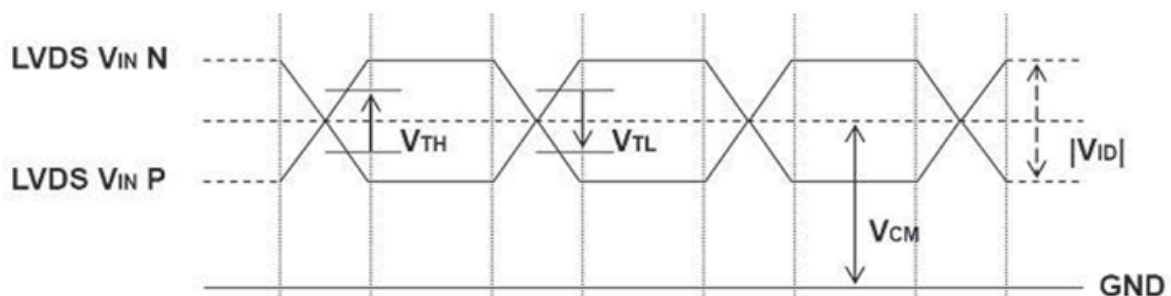 LVDS VIN N
VTH
VTL
|VID|
LVDS VIN P
VCM
GND